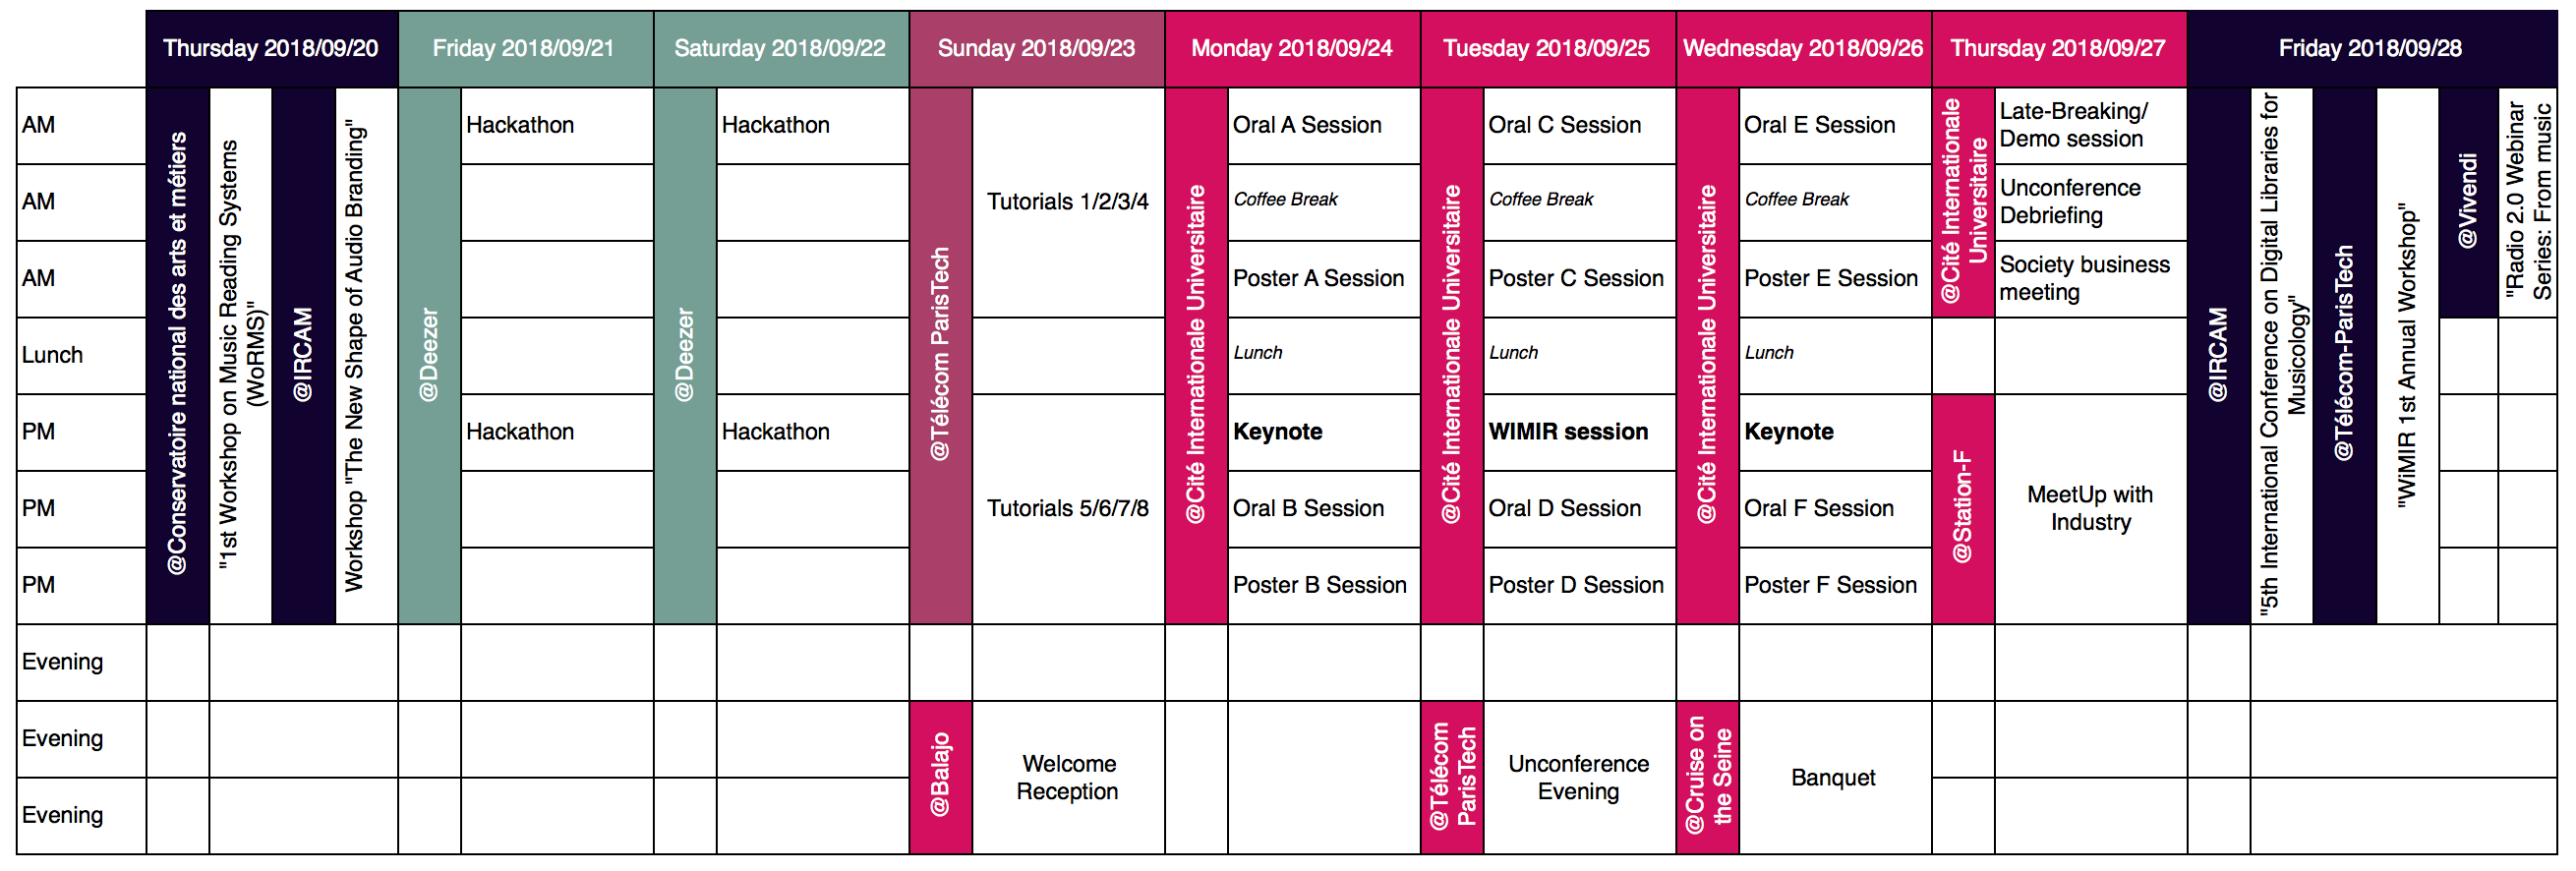 Thursday 2018/09/20
Friday 2018/09/21
Saturday 2018/09/22
Sunday 2018/09/23
Monday 2018/09/24
Tuesday 2018/09/25
Wednesday 2018/09/26
Thursday 2018/09/27
Friday 2018/09/28
AM
AM
AM
Lunch
PM
PM
PM
Evening
Evening
Evening
@Conservatoire national des arts et métiers
"1st Workshop on Music Reading Systems
(WoRMS)"
@IRCAM
Workshop "The New Shape of Audio Branding"
@Deezer
Hackathon
Hackathon
@Deezer
Hackathon
Hackathon
@Télécom ParisTech
Tutorials 1/2/3/4
Tutorials 5/6/7/8
@Balajo
Welcome
Reception
@Cité Internationale Universitaire
Oral A Session
Coffee Break
Poster A Session
Lunch
Keynote
Oral B Session
Poster B Session
@Cité Internationale Universitaire
Oral C Session
Coffee Break
Poster C Session
Lunch
WIMIR session
Oral D Session
Poster D Session
@Télécom
ParisTech
Unconference
Evening
@Cité Internationale Universitaire
Oral E Session
Coffee Break
Poster E Session
Lunch
Keynote
Oral F Session
Poster F Session
@Cruise on
the Seine
Banquet
@Cité Internationale
Universitaire
Late-Breaking/
Demo session
Unconference
Debriefing
Society business
meeting
@Station-F
MeetUp with
Industry
@IRCAM
"5th International Conference on Digital Libraries for
Musicology"
@Télécom-ParisTech
"WiMIR 1st Annual Workshop"
@Vivendi
"Radio 2.0 Webinar
Series: From music